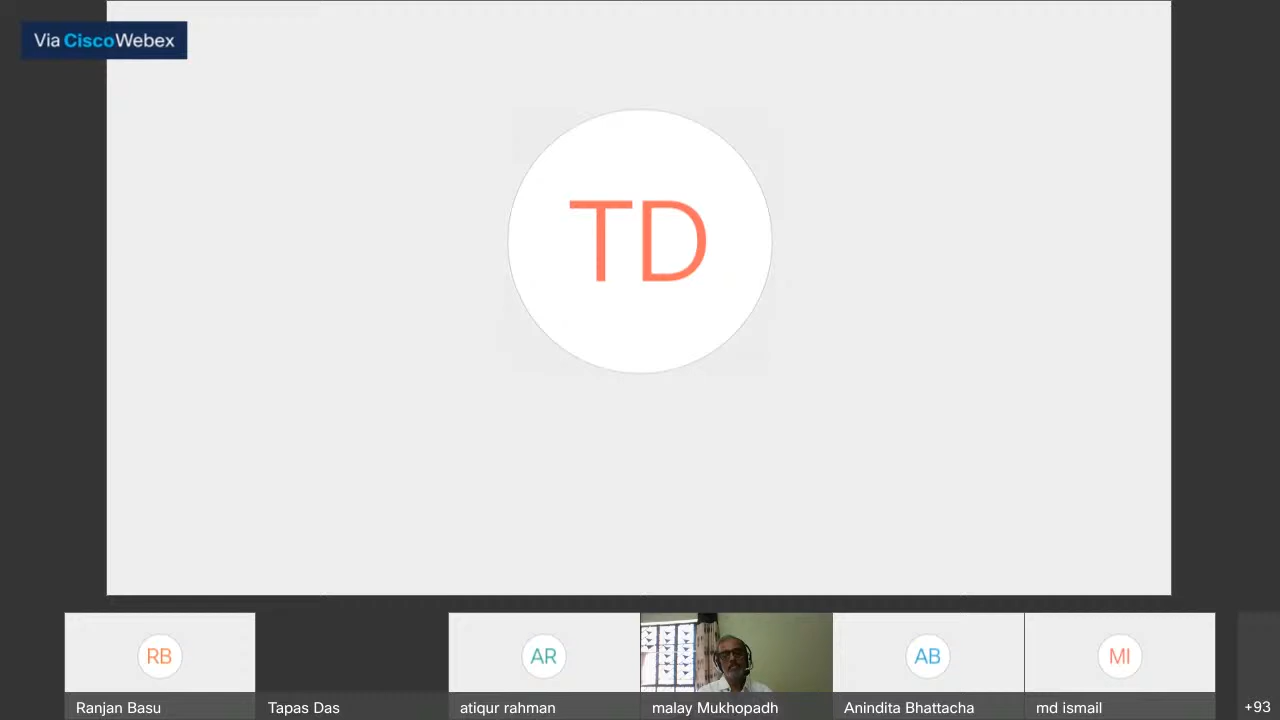 Via CiscoWebex
TD
RB
AR
AB
MI
Ranjan Basu
Tapas Das
atiqur rahman
malay Mukhopadh
Anindita Bhattacha
md ismail
+93